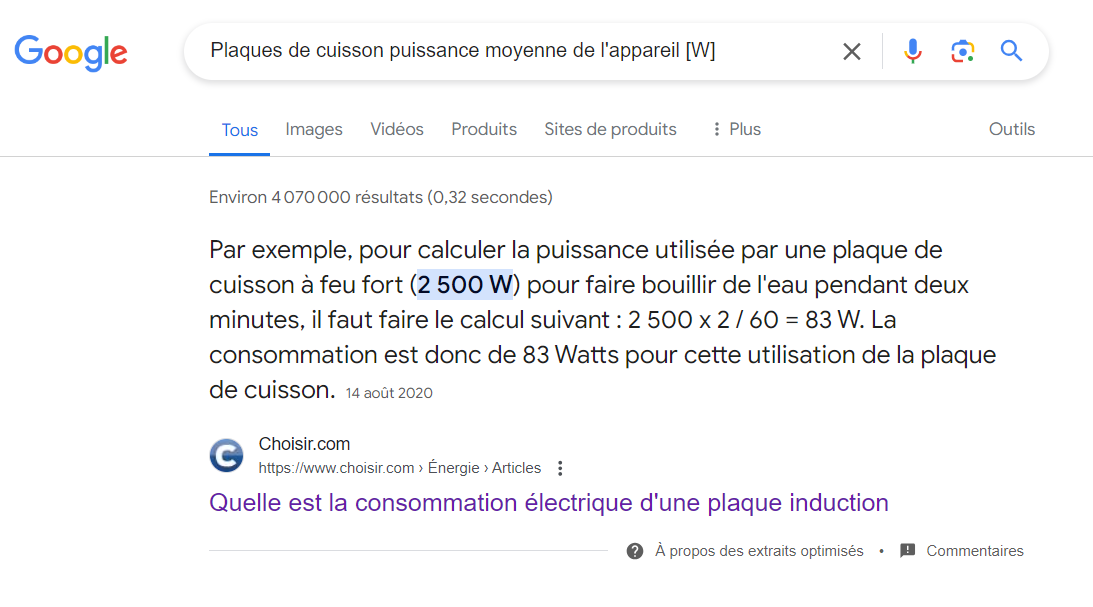 Google
Plaques de cuisson puissance moyenne de l'appareil [W]
Tous Images Vidéos Produits Sites de produits Plus Outils
Environ 4 070 000 résultats (0,32 secondes)
Par exemple, pour calculer la puissance utilisée par une plaque de
cuisson à feu fort (2 500 W) pour faire bouillir de l'eau pendant deux
minutes, il faut faire le calcul suivant : 2 500 x 2 / 60 = 83 W. La
consommation est donc de 83 Watts pour cette utilisation de la plaque
de cuisson. 14 août 2020
Choisir.com
https://www.choisir.com › Énergie › Articles
Quelle est la consommation électrique d'une plaque induction
À propos des extraits optimisés • Commentaires